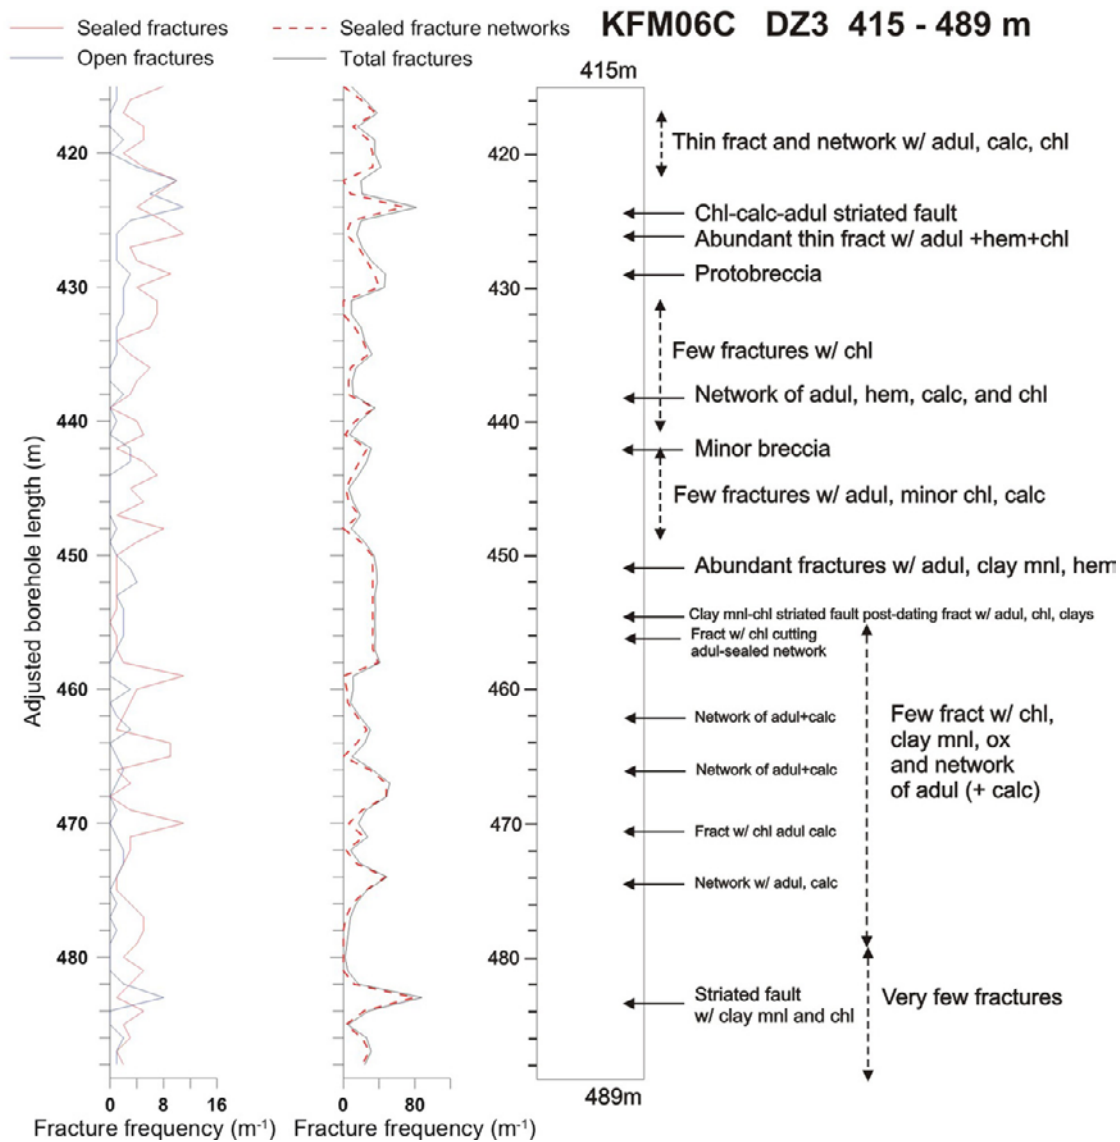 Sealed fractures
Open fractures
Sealed fracture networks
Total fractures
KFM06C DZ3 415 - 489 m
415m
420
430
440
450
460
470
480
Adjusted borehole length (m)
0 8 16
Fracture frequency (m-1)
0 80
Fracture frequency (m-1)
420
430
440
450
460
470
480
489m
Thin fract and network w/ adul, calc, chl
Chl-calc-adul striated fault
Abundant thin fract w/ adul +hem+chl
Protobreccia
Few fractures w/ chl
Network of adul, hem, calc, and chl
Minor breccia
Few fractures w/ adul, minor chl, calc
Abundant fractures w/ adul, clay mnl, hem
Clay mnl-chl striated fault post-dating fract w/ adul, chl, clays
Fract w/ chl cutting
adul-sealed network
Network of adul+calc
Network of adul+calc
Fract w/ chl adul calc
Network w/ adul, calc
Few fract w/ chl,
clay mnl, ox
and network
of adul (+ calc)
Striated fault
w/ clay mnl and chl
Very few fractures